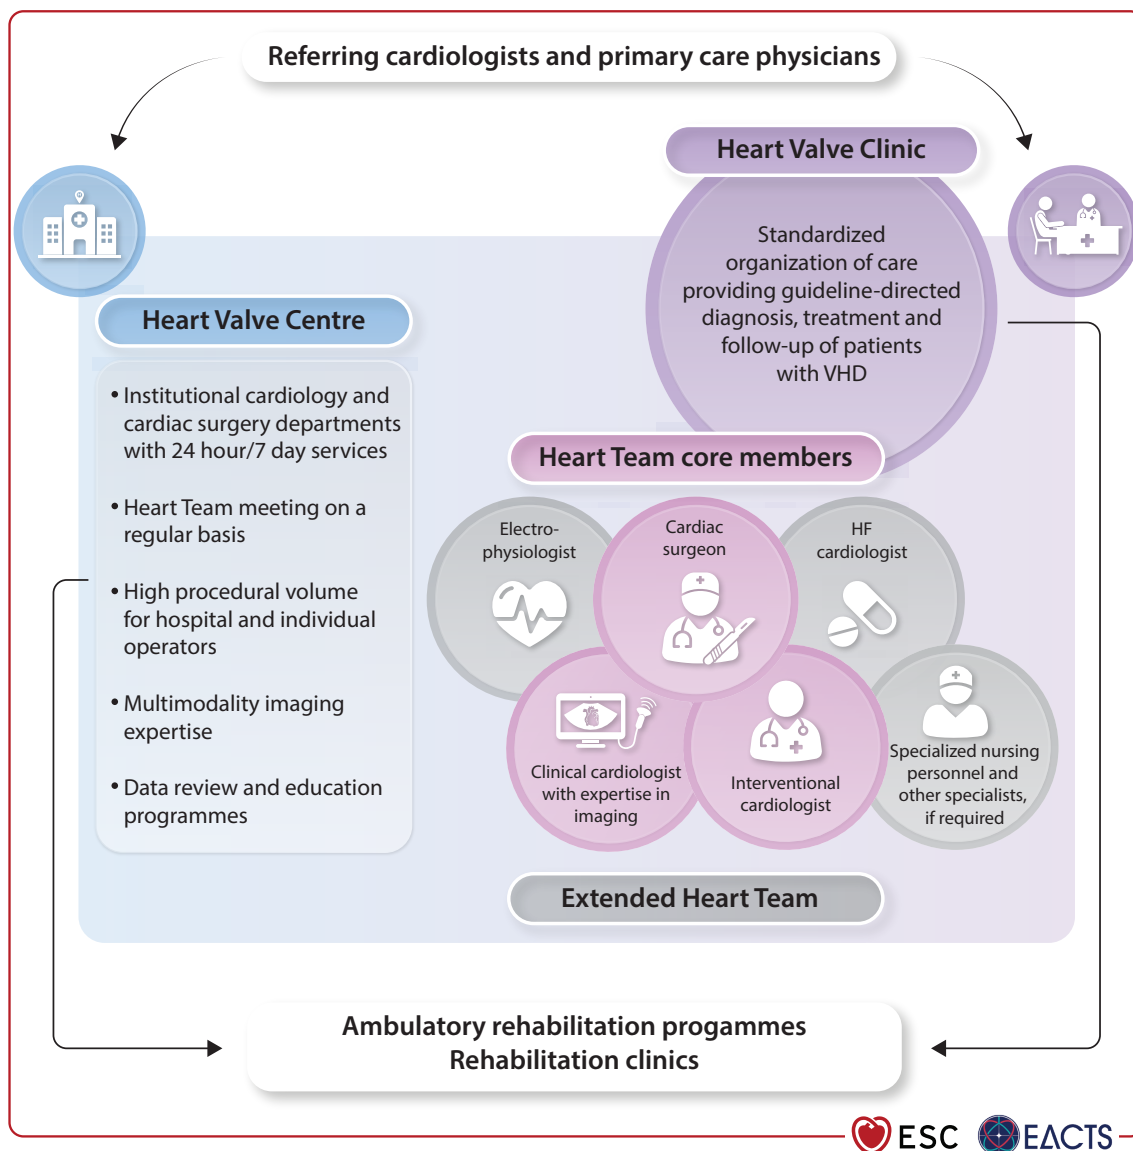 Referring cardiologists and primary care physicians
Heart Valve Clinic
Standardized
organization of care
providing guideline-directed
diagnosis, treatment and
follow-up of patients
with VHD
Heart Valve Centre
• Institutional cardiology and
cardiac surgery departments
with 24 hour/7 day services
• Heart Team meeting on a
regular basis
• High procedural volume
for hospital and individual
operators
• Multimodality imaging
expertise
• Data review and education
programmes
Heart Team core members
Electro-
physiologist
Cardiac
surgeon
HF
cardiologist
Clinical cardiologist
with expertise in
imaging
Interventional
cardiologist
Specialized nursing
personnel and
other specialists,
if required
Extended Heart Team
Ambulatory rehabilitation progammes
Rehabilitation clinics
ESC
EACTS